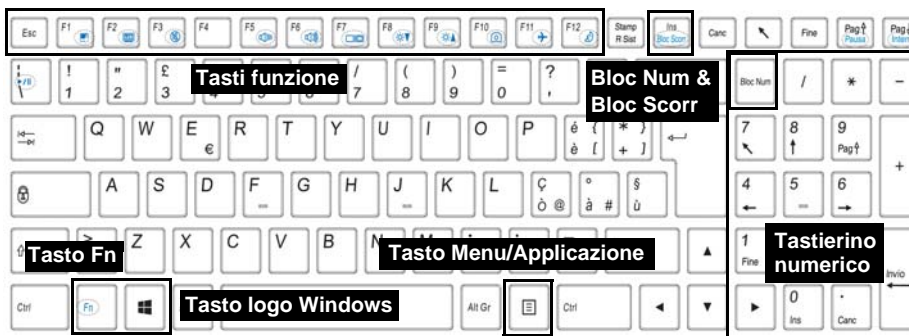 Esc F1 F2 F3 F4 F5 F6 F7 F8 F9 F10 F11 F12 Stamp R Sist Ins Bloc Scorr Canc Fine Pag Pausa Pag
! " £ / ( ) = ?
1 2 3 7 8 9 0 '
Tasti funzione
Bloc Num &
Bloc Scorr
Bloc Num / * -
Q W E € R T Y U I O P é { è [ * } + ]
7 8 9 Pag
+
A S D F G H J K L ç ò @ ° à # § ù
4 5 6
> Z X C V B N
Tasto Fn
Tasto Menu/Applicazione
1 Fine
Tastierino
numerico
Invio
Ctrl Fn
Tasto logo Windows
Alt Gr Ctrl
0 Ins . Canc